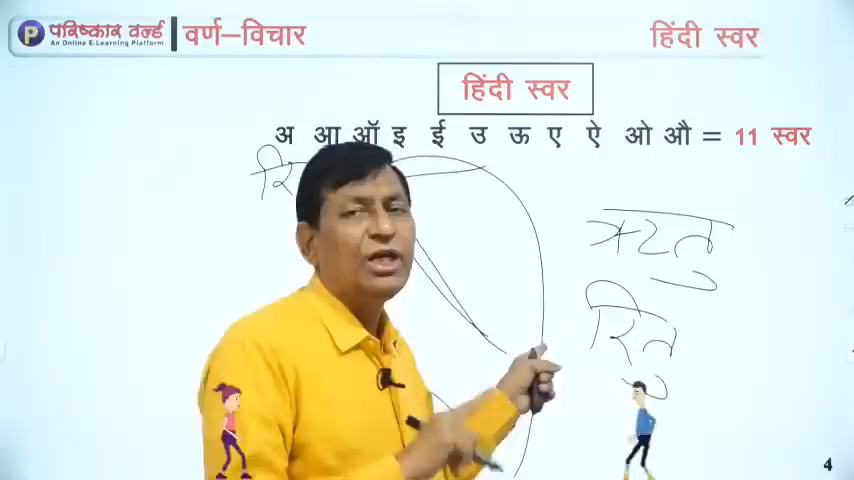 परिष्कार वर्ल्ड
An Online E-Learning Platform
वर्ण–विचार
हिंदी स्वर
हिंदी स्वर
अ आ ऑ इ ई उ ऊ ए ऐ ओ औ = 11 स्वर
रि
ऋतु
रितु
4